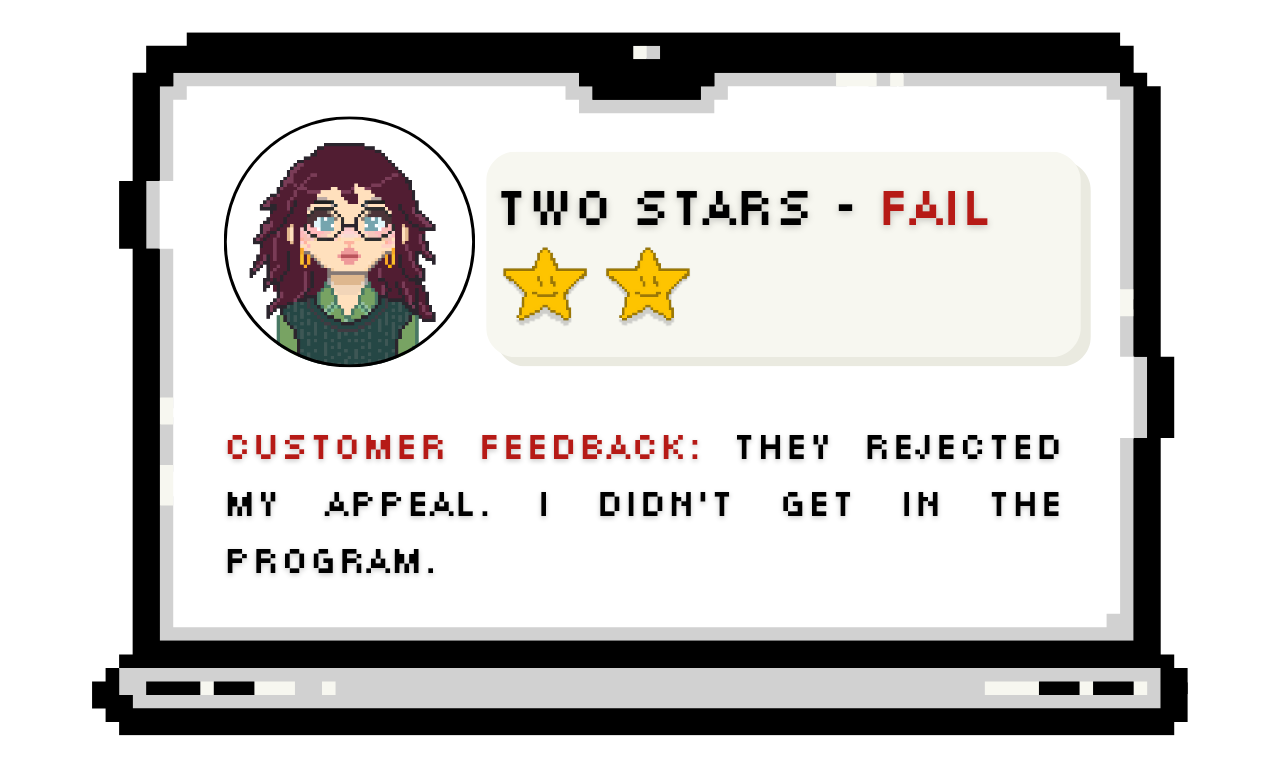 TWO STARS - FAIL
CUSTOMER FEEDBACK: THEY REJECTED
MY APPEAL. I DIDN'T GET IN THE
PROGRAM.